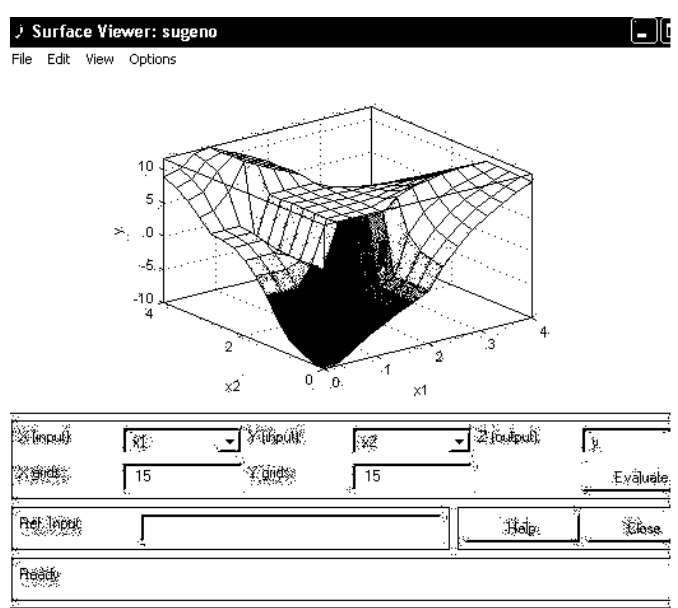 Surface Viewer: sugeno
File Edit View Options
10
5
0
-5
-10
y
4
2
0
x2
0
1
2
3
4
x1
X (input): x1 Y (input): x2 Z (output): y
X grids: 15 Y grids: 15 Evaluate
Ref. Input: Help Close
Ready